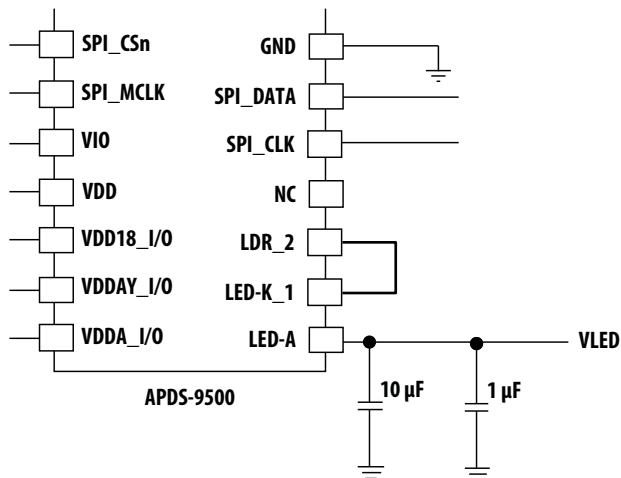 SPI_CSn
GND
SPI_MCLK
SPI_DATA
VIO
SPI_CLK
VDD
NC
VDD18_I/O
LDR_2
VDDAY_I/O
LED-K_1
VDDA_I/O
LED-A
VLED
APDS-9500
10 µF
1 µF